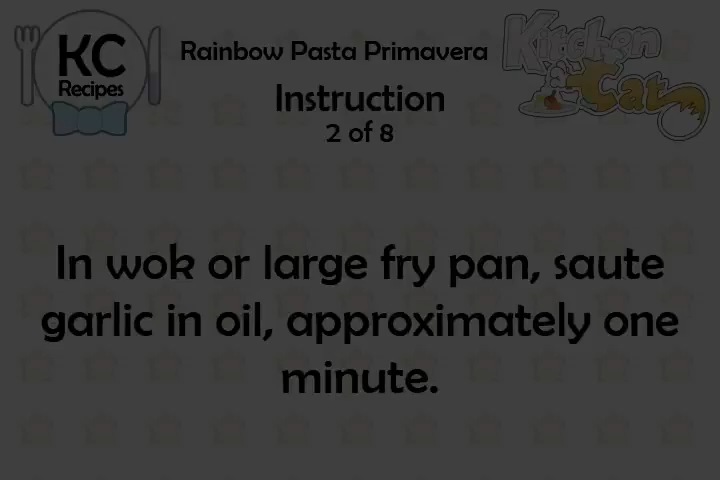 KC
Recipes
Rainbow Pasta Primavera
Kitchen
Cat
Instruction
2 of 8
In wok or large fry pan, saute
garlic in oil, approximately one
minute.